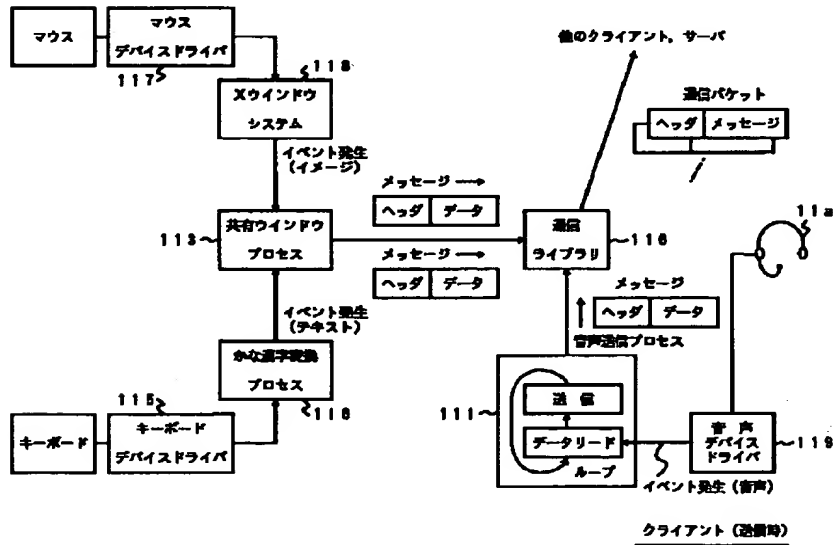 マウス
マウス
デバイスドライバ
117
118
Xウインドウ
システム
イベント発生
(イメージ)
他のクライアント，サーバ
通信パケット
ヘッダ メッセージ
メッセージ →
ヘッダ データ
113
共有ウインドウ
プロセス
通信
ライブラリ
116
11a
メッセージ →
ヘッダ データ
イベント発生
(テキスト)
メッセージ
ヘッダ データ
音声送信プロセス
かな漢字変換
プロセス
115
116
キーボード
キーボード
デバイスドライバ
111
送信
データリード
ループ
音声
デバイス
ドライバ
119
イベント発生(音声)
クライアント(送信時)